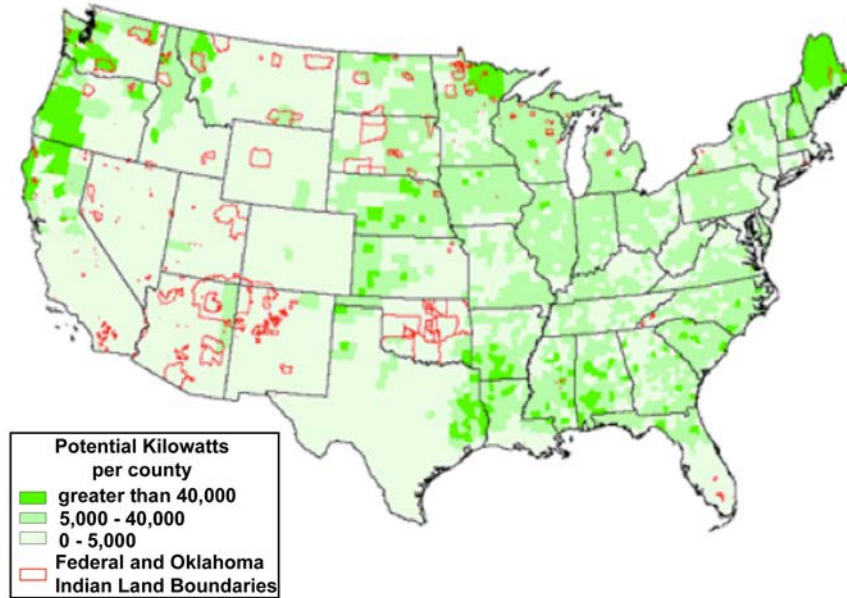 Potential Kilowatts
per county
greater than 40,000
5,000 - 40,000
0 - 5,000
Federal and Oklahoma
Indian Land Boundaries